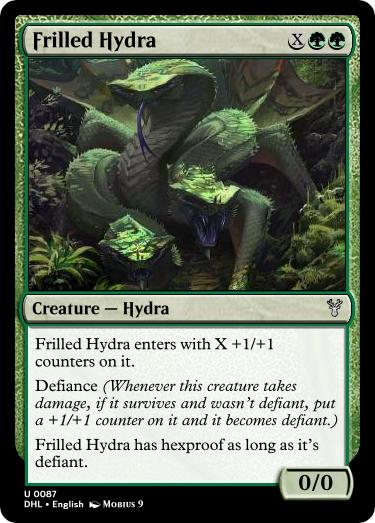 Frilled Hydra X
Creature — Hydra
Frilled Hydra enters with X +1/+1
counters on it.
Defiance (Whenever this creature takes
damage, if it survives and wasn't defiant, put
a +1/+1 counter on it and it becomes defiant.)
Frilled Hydra has hexproof as long as it's
defiant.
0/0
U 0087
DHL • English Mobius 9